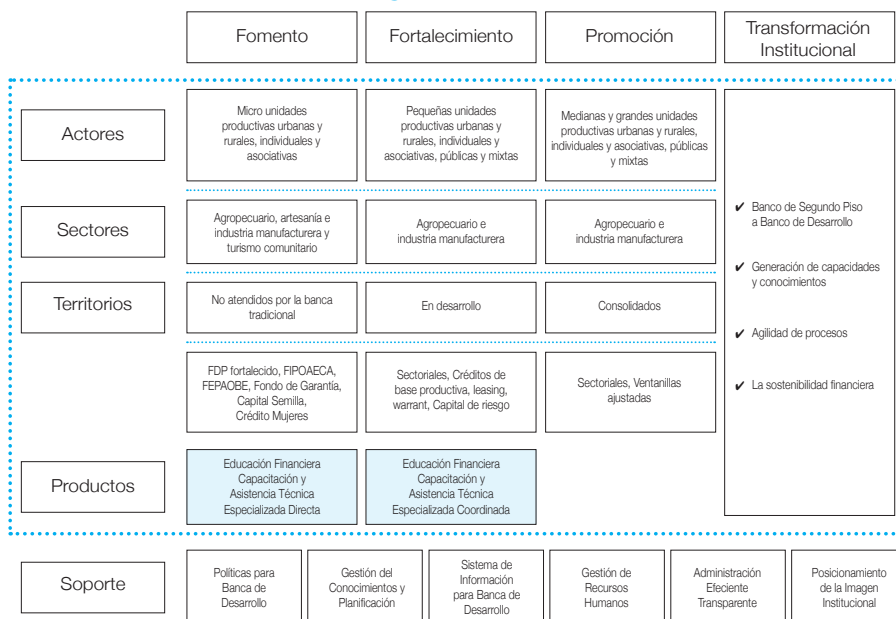 Fomento
Fortalecimiento
Promoción
Transformación
Institucional
Actores
Micro unidades
productivas urbanas y
rurales, individuales y
asociativas
Pequeñas unidades
productivas urbanas y
rurales, individuales y
asociativas, públicas y mixtas
Medianas y grandes unidades
productivas urbanas y rurales,
individuales y asociativas, públicas
y mixtas
Sectores
Agropecuario, artesanía e
industria manufacturera y
turismo comunitario
Agropecuario e
industria manufacturera
Agropecuario e
industria manufacturera
Territorios
No atendidos por la banca
tradicional
En desarrollo
Consolidados
FDP fortalecido, FIPOAECA,
FEPAOBE, Fondo de Garantía,
Capital Semilla,
Crédito Mujeres
Sectoriales, Créditos de
base productiva, leasing,
warrant, Capital de riesgo
Sectoriales, Ventanillas
ajustadas
Productos
Educación Financiera
Capacitación y
Asistencia Técnica
Especializada Directa
Educación Financiera
Capacitación y
Asistencia Técnica
Especializada Coordinada
✔ Banco de Segundo Piso
a Banco de Desarrollo
✔ Generación de capacidades
y conocimientos
✔ Agilidad de procesos
✔ La sostenibilidad financiera
Soporte
Políticas para
Banca de
Desarrollo
Gestión del
Conocimientos y
Planificación
Sistema de
Información
para Banca de
Desarrollo
Gestión de
Recursos
Humanos
Administración
Efeciente
Transparente
Posicionamiento
de la Imagen
Institucional